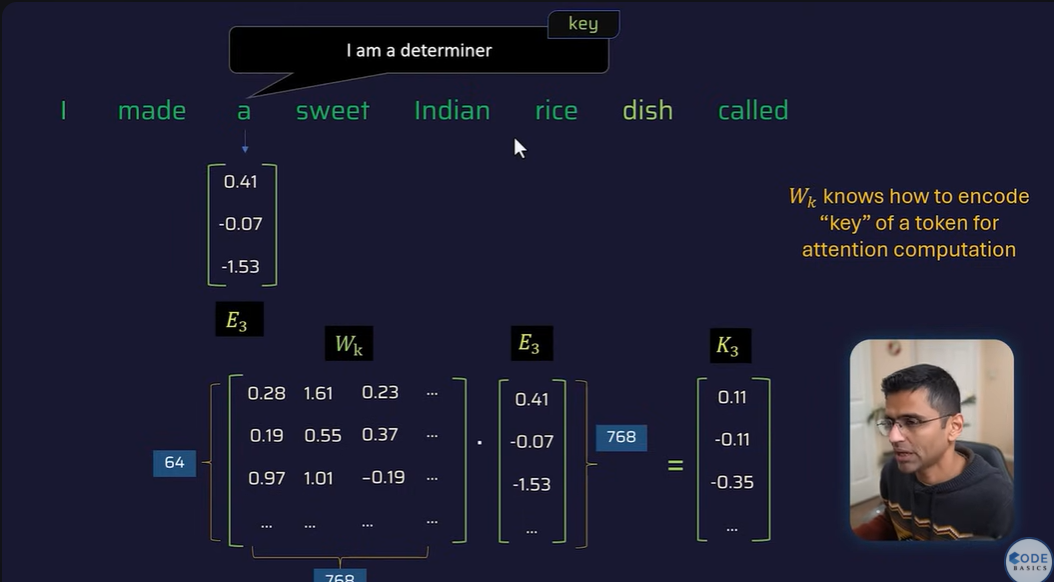 key
I am a determiner
I made a sweet Indian rice dish called
0.41
-0.07
-1.53
E₃
W_k knows how to encode
“key” of a token for
attention computation
W_k
E₃
K₃
0.28 1.61 0.23 ...
0.19 0.55 0.37 ...
0.97 1.01 −0.19 ...
... ... ... ...
64
768
.
0.41
-0.07
-1.53
...
768
=
0.11
-0.11
-0.35
...
CODE
BASICS